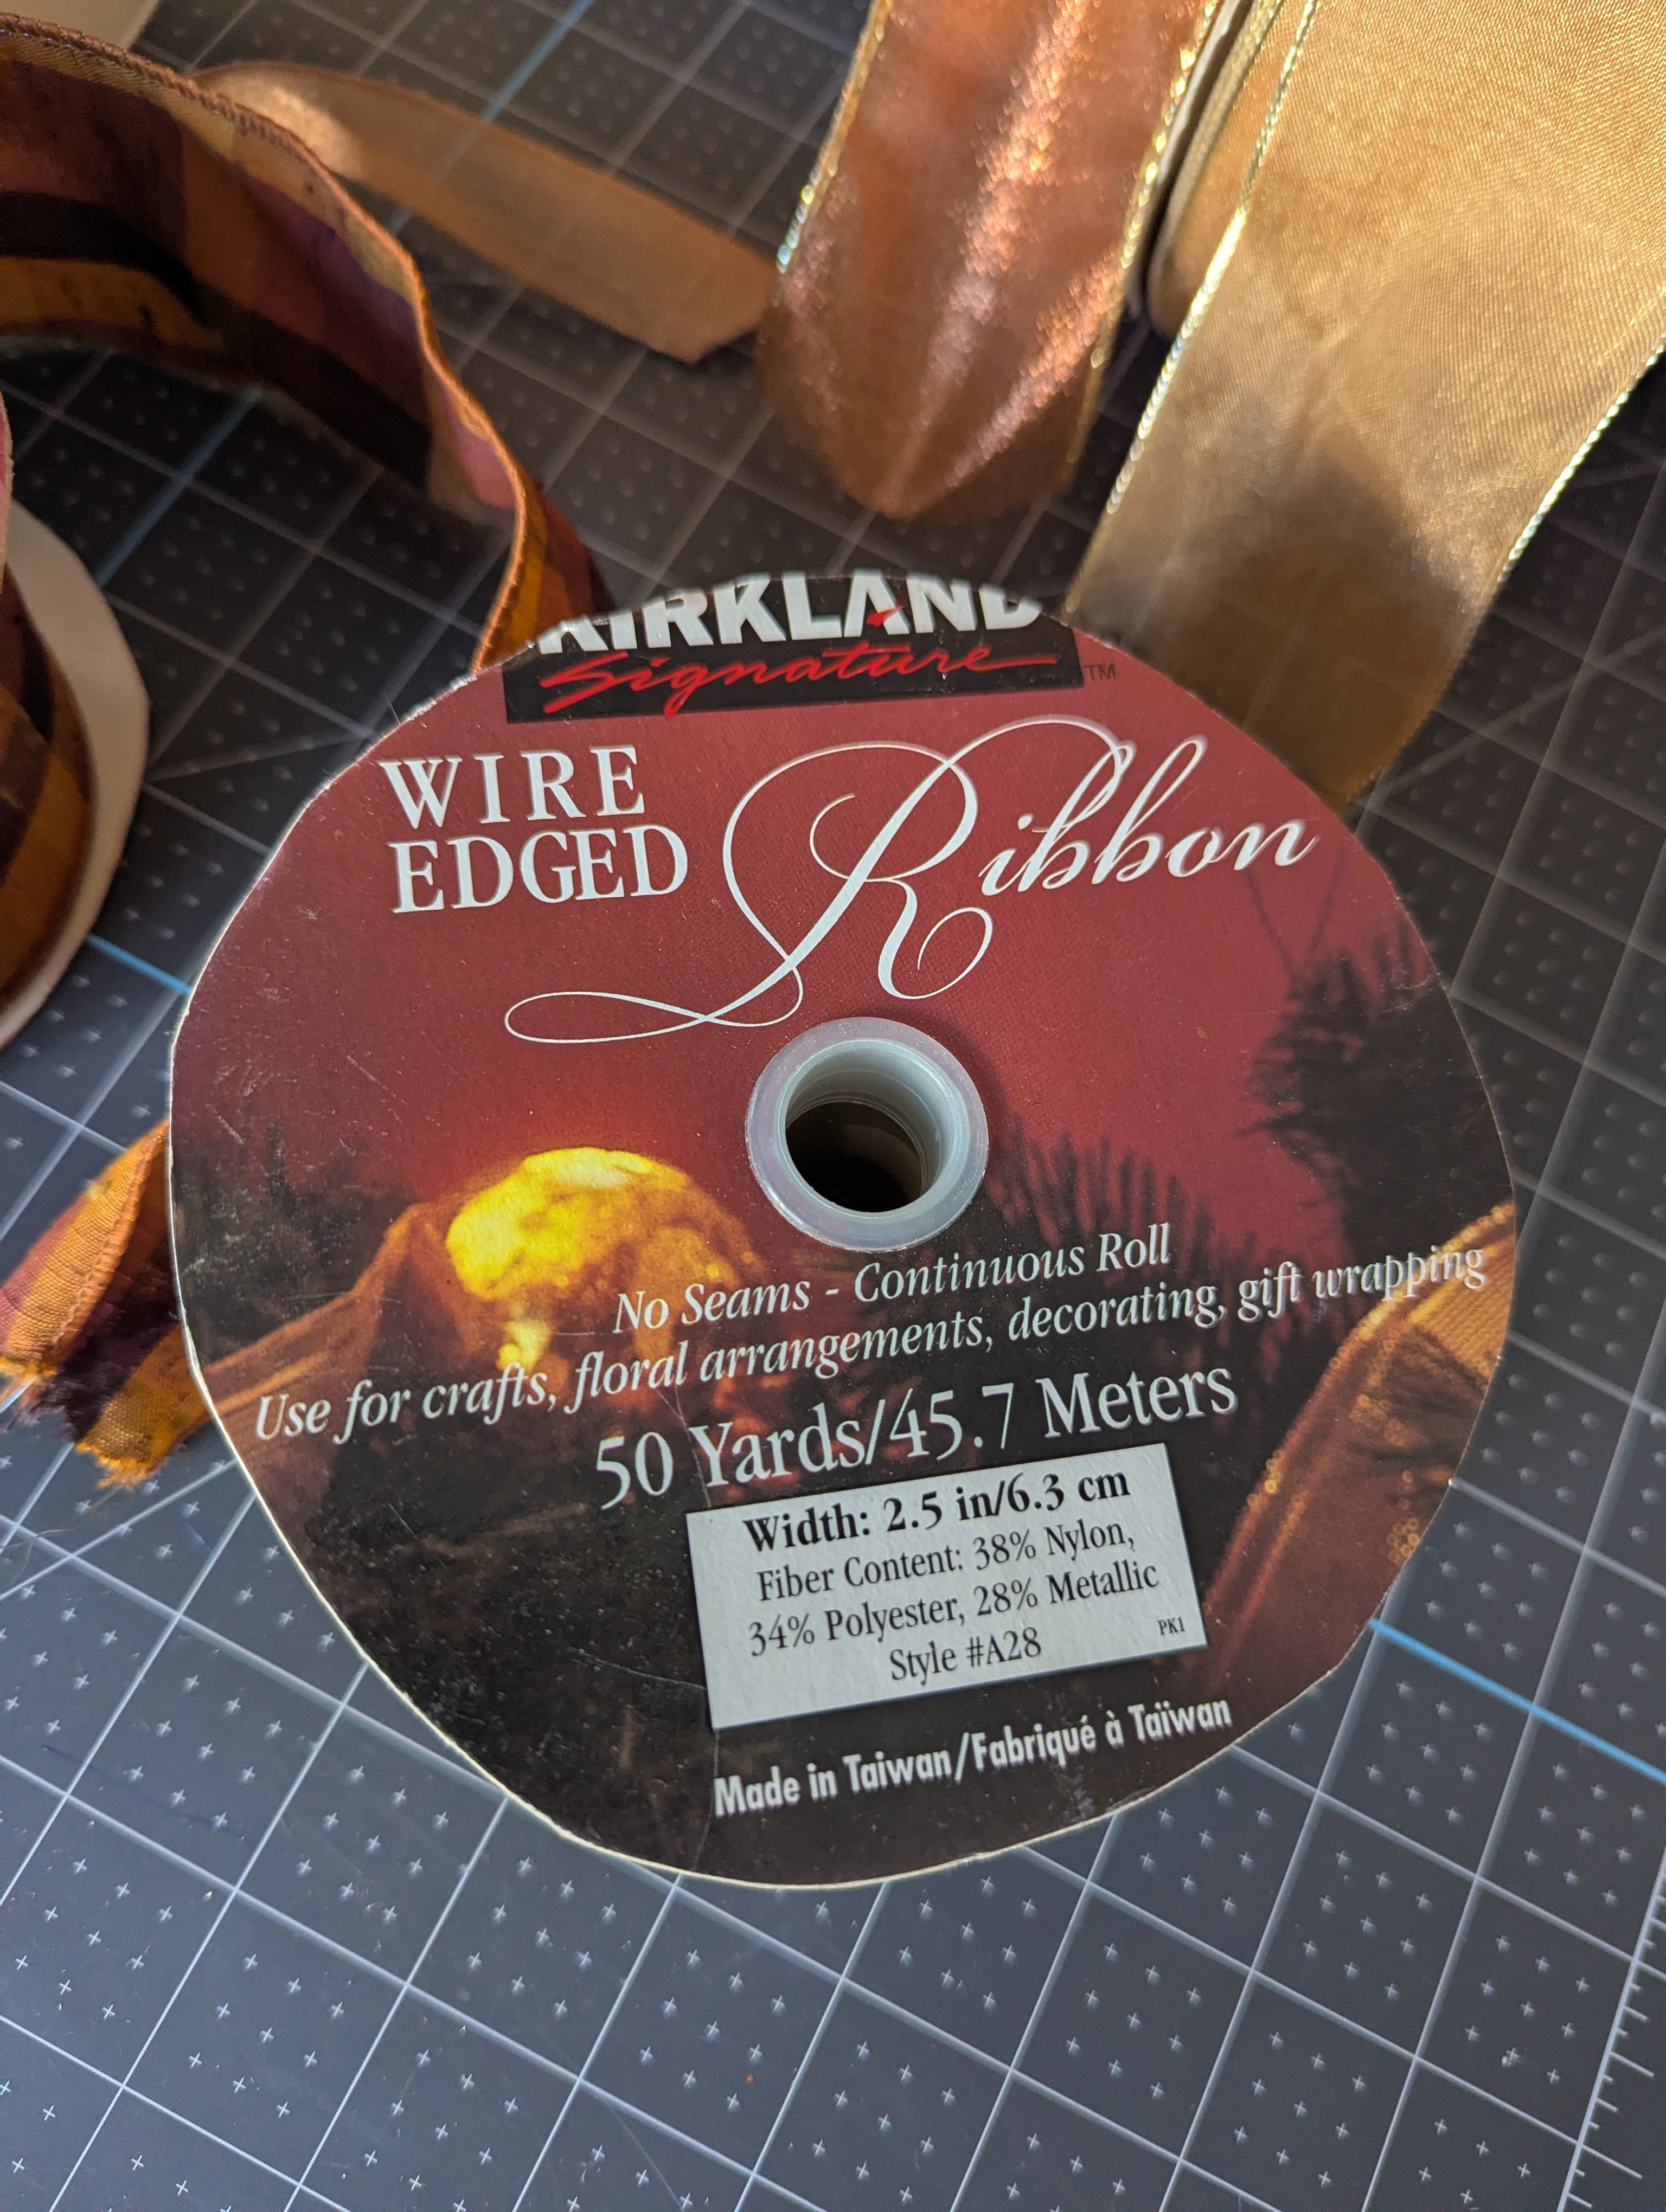 KIRKLAND
Signature™
WIRE
EDGED
Ribbon
No Seams - Continuous Roll
Use for crafts, floral arrangements, decorating, gift wrapping
50 Yards/45.7 Meters
Width: 2.5 in/6.3 cm
Fiber Content: 38% Nylon,
34% Polyester, 28% Metallic
Style #A28
PK1
Made in Taiwan/Fabriqué à Taïwan